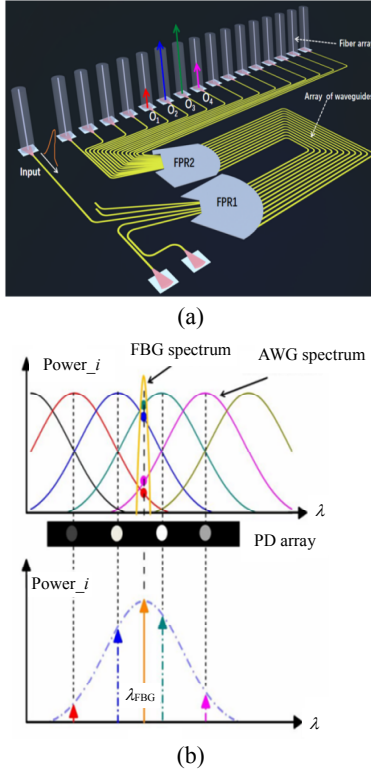 Fiber array
O₁ O₂ O₃ O₄
Array of waveguides
Input
FPR2
FPR1
(a)
FBG spectrum
Power_i
AWG spectrum
λ
PD array
Power_i
λFBG
λ
(b)